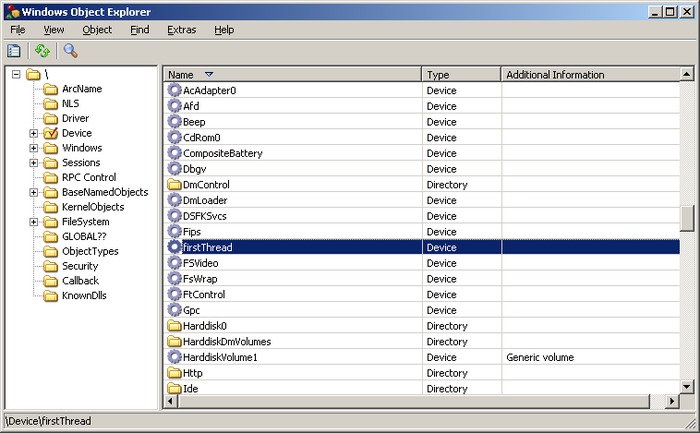 Windows Object Explorer
File View Object Find Extras Help
\
ArcName
NLS
Driver
Device
Windows
Sessions
RPC Control
BaseNamedObjects
KernelObjects
FileSystem
GLOBAL??
ObjectTypes
Security
Callback
KnownDlls
Name Type Additional Information
AcAdapter0 Device
Afd Device
Beep Device
CdRom0 Device
CompositeBattery Device
Dbgv Device
DmControl Directory
DmLoader Device
DSFKSvcs Device
Fips Device
firstThread Device
FSVideo Device
FsWrap Device
FtControl Device
Gpc Device
Harddisk0 Directory
HarddiskDmVolumes Directory
HarddiskVolume1 Device Generic volume
Http Directory
Ide Directory
\Device\firstThread